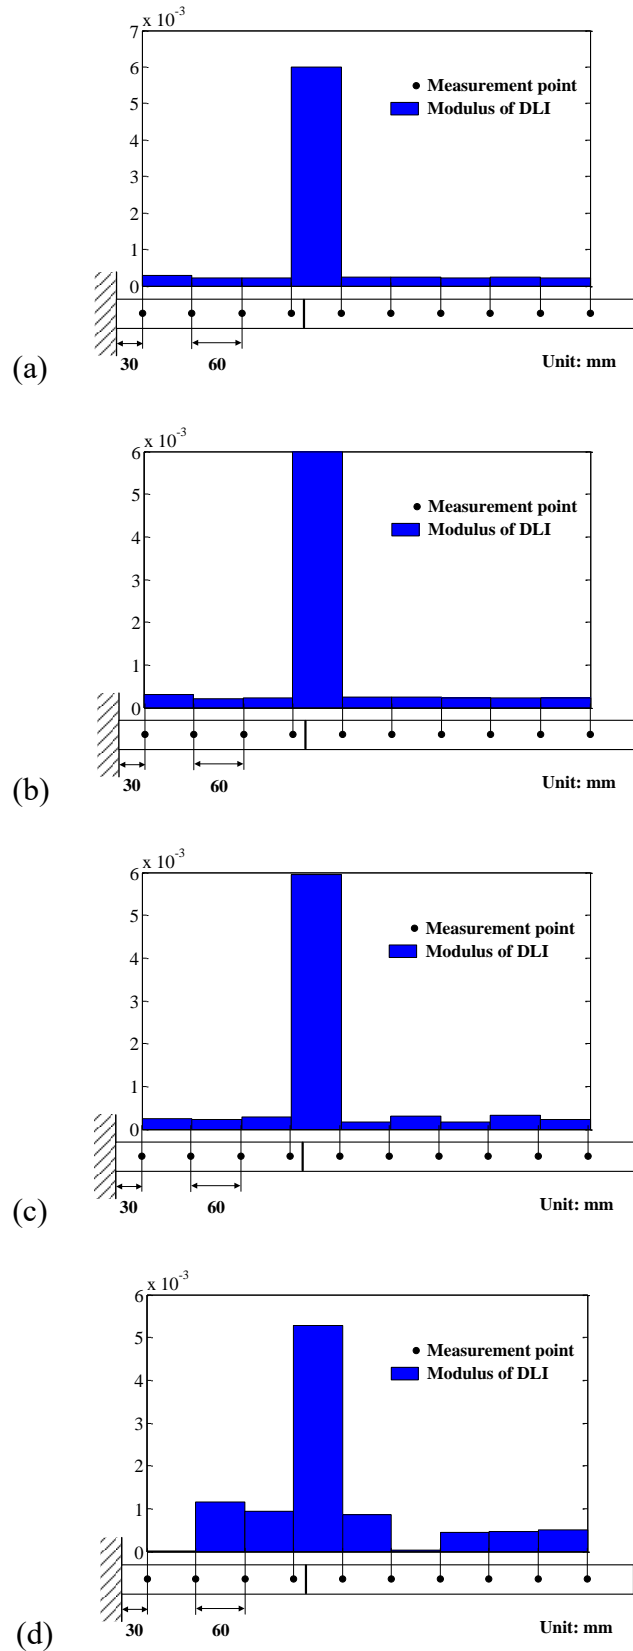 x 10-3
7
6
5
4
3
2
1
0
Measurement point
Modulus of DLI
30
60
Unit: mm
(a)
x 10-3
6
5
4
3
2
1
0
Measurement point
Modulus of DLI
30
60
Unit: mm
(b)
x 10-3
6
5
4
3
2
1
0
Measurement point
Modulus of DLI
30
60
Unit: mm
(c)
x 10-3
6
5
4
3
2
1
0
Measurement point
Modulus of DLI
30
60
Unit: mm
(d)